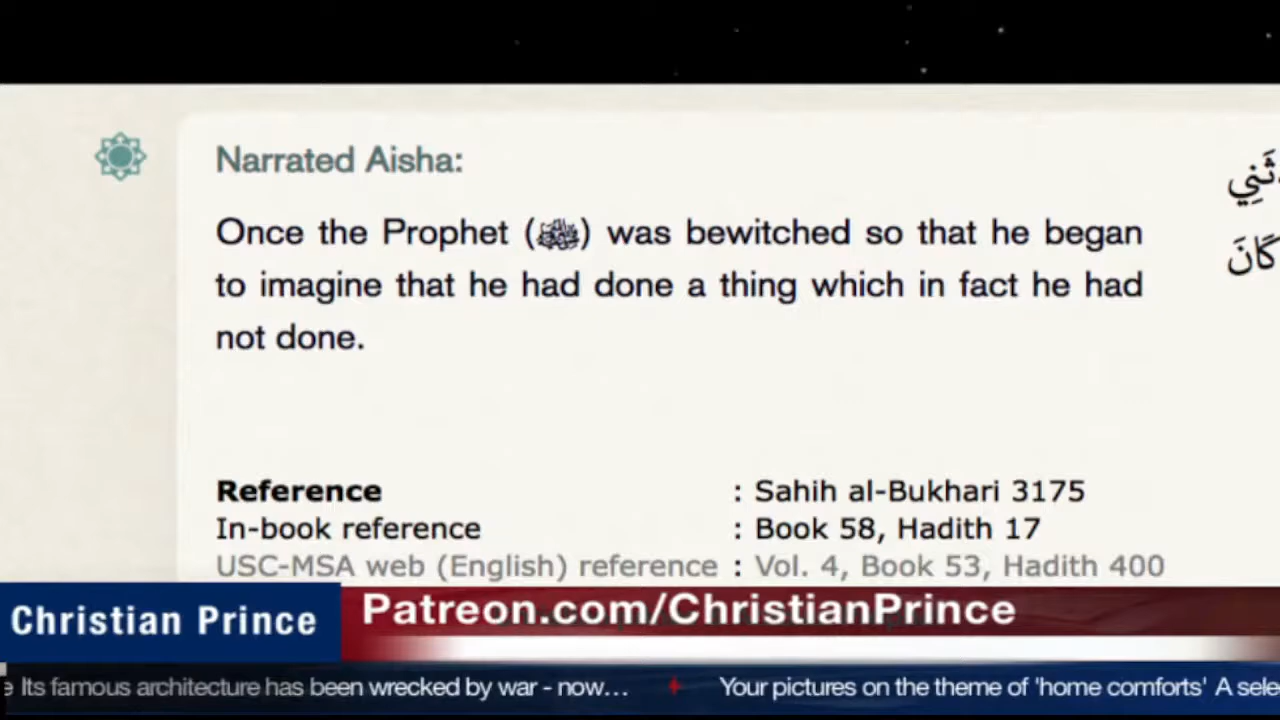 Narrated Aisha:
Once the Prophet (ﷺ) was bewitched so that he began
to imagine that he had done a thing which in fact he had
not done.
Reference : Sahih al-Bukhari 3175
In-book reference : Book 58, Hadith 17
USC-MSA web (English) reference : Vol. 4, Book 53, Hadith 400
Christian Prince
Patreon.com/ChristianPrince
e Its famous architecture has been wrecked by war - now... Your pictures on the theme of 'home comforts' A sele